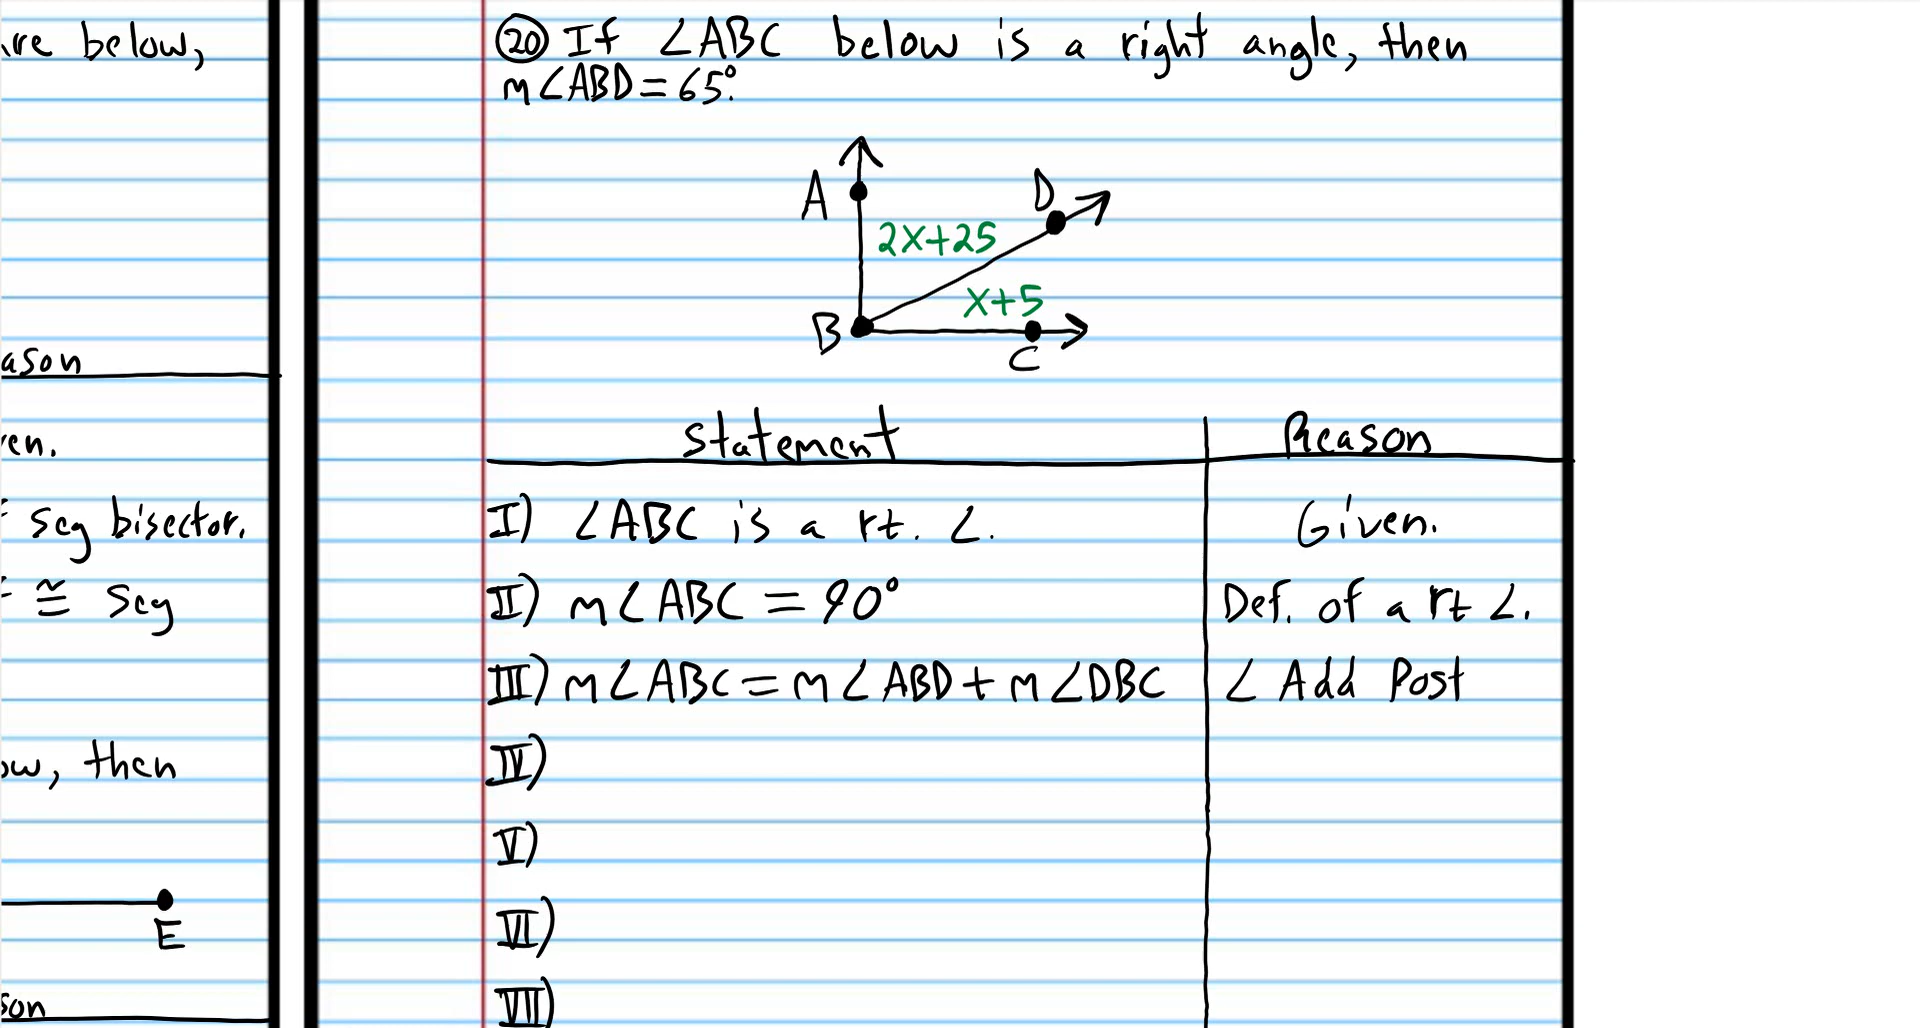 are below,
ason
en.
seg bisector.
≅ seg
ow, then
E
son
20 If ∠ABC below is a right angle, then
m∠ABD = 65°.
A
D
2x+25
x+5
B
C
Statement Reason
I) ∠ABC is a rt. ∠. Given.
II) m∠ABC = 90° Def. of a rt ∠.
III) m∠ABC = m∠ABD + m∠DBC ∠ Add Post
IV)
V)
VI)
VII)